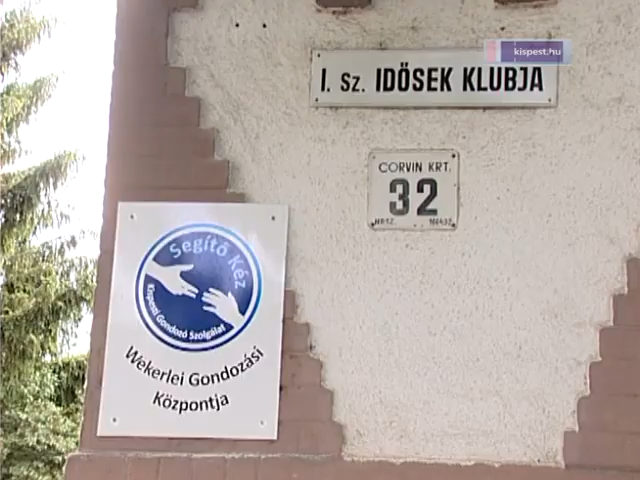 kispest.hu
I. Sz. IDŐSEK KLUBJA
CORVIN KRT.
32
Segítő Kéz
Kispesti Gondozó Szolgálat
Wekerlei Gondozási
Központja